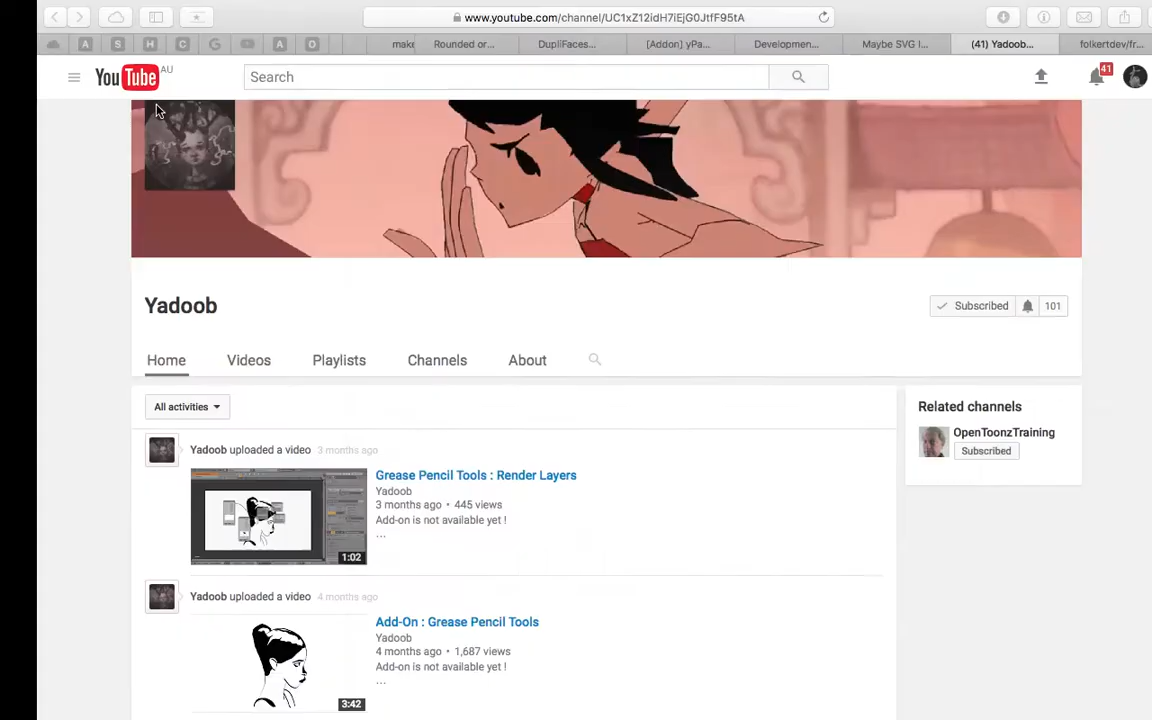 www.youtube.com/channel/UC1xZ12idH7iEjG0JtfF95tA
A S H C G A O
make Rounded or... DupliFaces... [Addon] yPa... Developmen... Maybe SVG I... (41) Yadoob... folkertdev/fr...
YouTube AU
Search
41
Yadoob
Subscribed 101
Home Videos Playlists Channels About
All activities
Related channels
OpenToonzTraining
Subscribed
Yadoob uploaded a video 3 months ago
Grease Pencil Tools : Render Layers
Yadoob
3 months ago • 445 views
Add-on is not available yet !
...
1:02
Yadoob uploaded a video 4 months ago
Add-On : Grease Pencil Tools
Yadoob
4 months ago • 1,687 views
Add-on is not available yet !
...
3:42